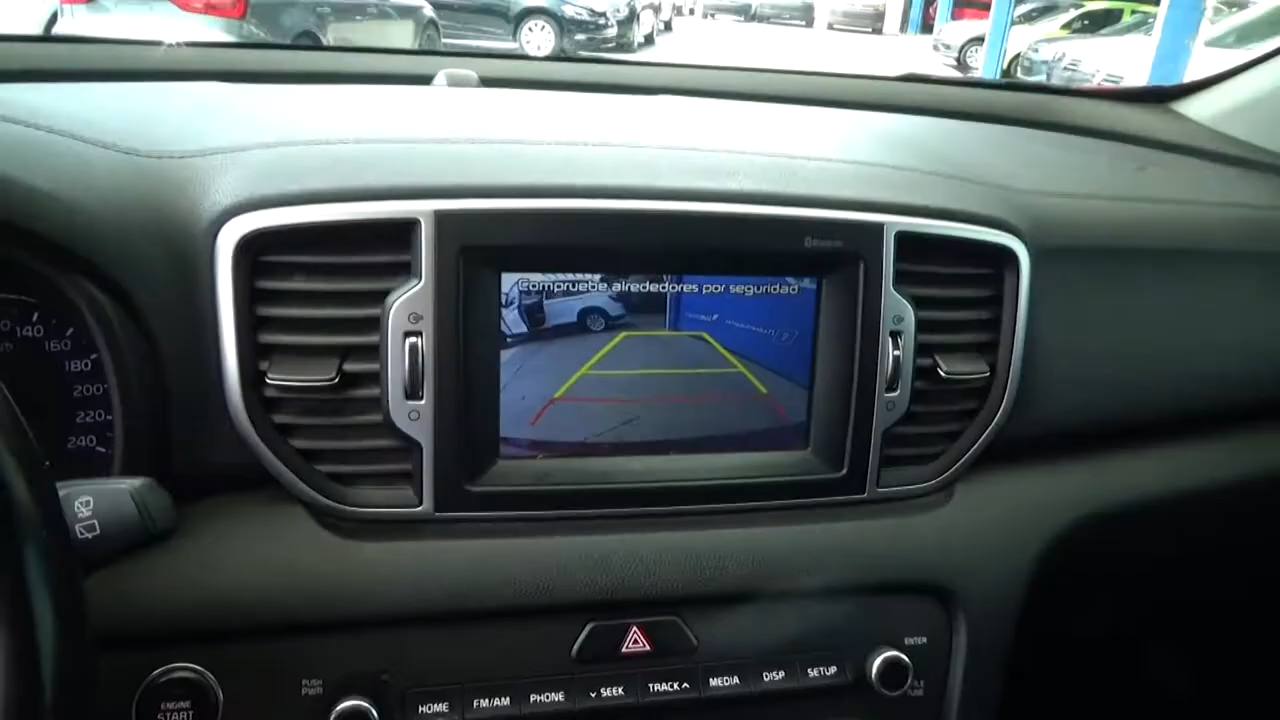 Compruebe alrededores por seguridad
140
160
180
200
220
240
ENGINE
START
PUSH
PWR
HOME
FM/AM
PHONE
SEEK
TRACK
MEDIA
DISP
SETUP
ENTER
TUNE